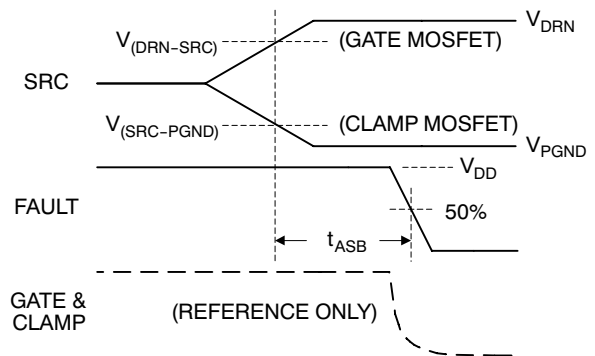 V(DRN–SRC)
(GATE MOSFET)
VDRN
SRC
V(SRC–PGND)
(CLAMP MOSFET)
VPGND
VDD
FAULT
50%
tASB
GATE &
CLAMP
(REFERENCE ONLY)